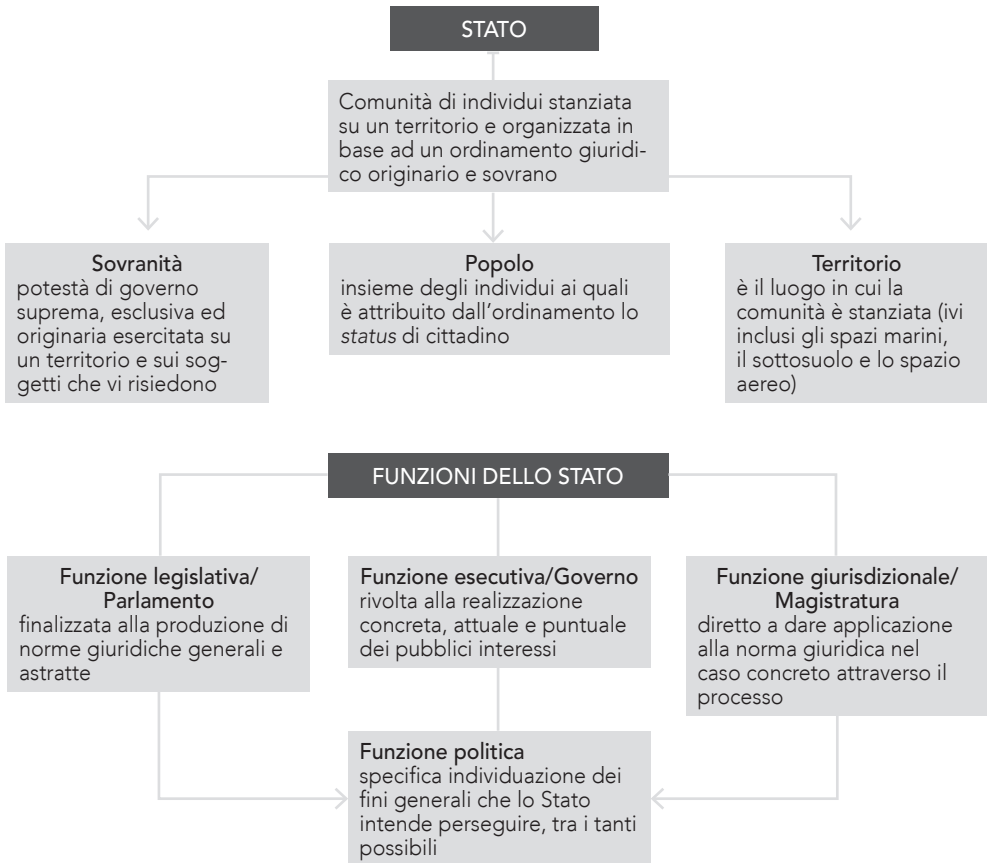 STATO
Comunità di individui stanziata
su un territorio e organizzata in
base ad un ordinamento giuridi-
co originario e sovrano
Sovranità
potestà di governo
suprema, esclusiva ed
originaria esercitata su
un territorio e sui sog-
getti che vi risiedono
Popolo
insieme degli individui ai quali
è attribuito dall’ordinamento lo
status di cittadino
Territorio
è il luogo in cui la
comunità è stanziata (ivi
inclusi gli spazi marini,
il sottosuolo e lo spazio
aereo)
FUNZIONI DELLO STATO
Funzione legislativa/
Parlamento
finalizzata alla produzione di
norme giuridiche generali e
astratte
Funzione esecutiva/Governo
rivolta alla realizzazione
concreta, attuale e puntuale
dei pubblici interessi
Funzione giurisdizionale/
Magistratura
diretto a dare applicazione
alla norma giuridica nel
caso concreto attraverso il
processo
Funzione politica
specifica individuazione dei
fini generali che lo Stato
intende perseguire, tra i tanti
possibili